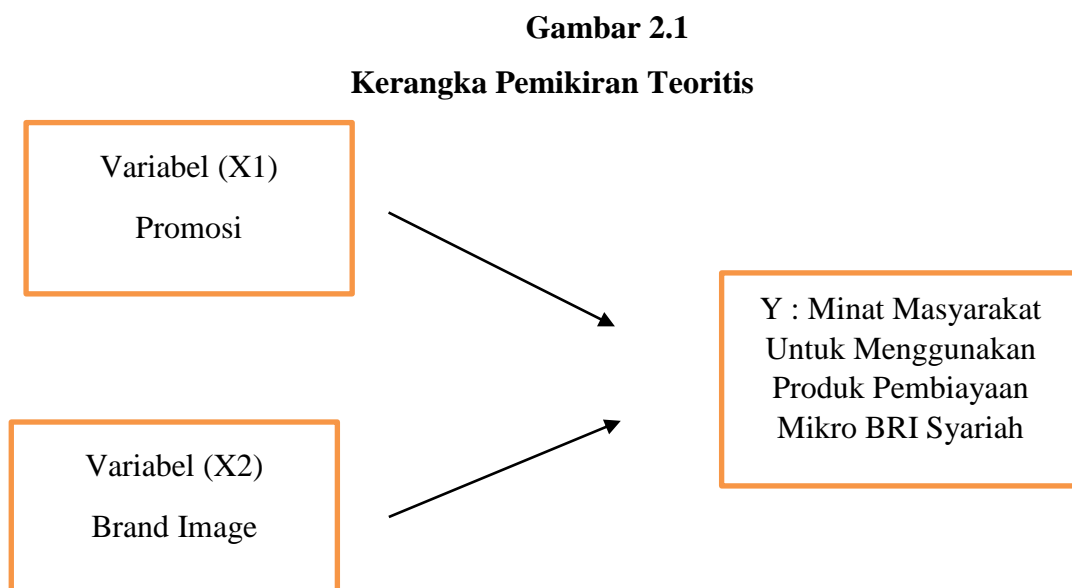 Gambar 2.1
Kerangka Pemikiran Teoritis
Variabel (X1)
Promosi
Y : Minat Masyarakat
Untuk Menggunakan
Produk Pembiayaan
Mikro BRI Syariah
Variabel (X2)
Brand Image